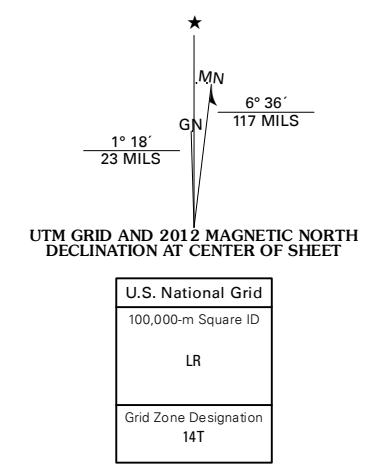 ★
MN
GN
6° 36´
117 MILS
1° 18´
23 MILS
UTM GRID AND 2012 MAGNETIC NORTH
DECLINATION AT CENTER OF SHEET
U.S. National Grid
100,000-m Square ID
LR
Grid Zone Designation
14T